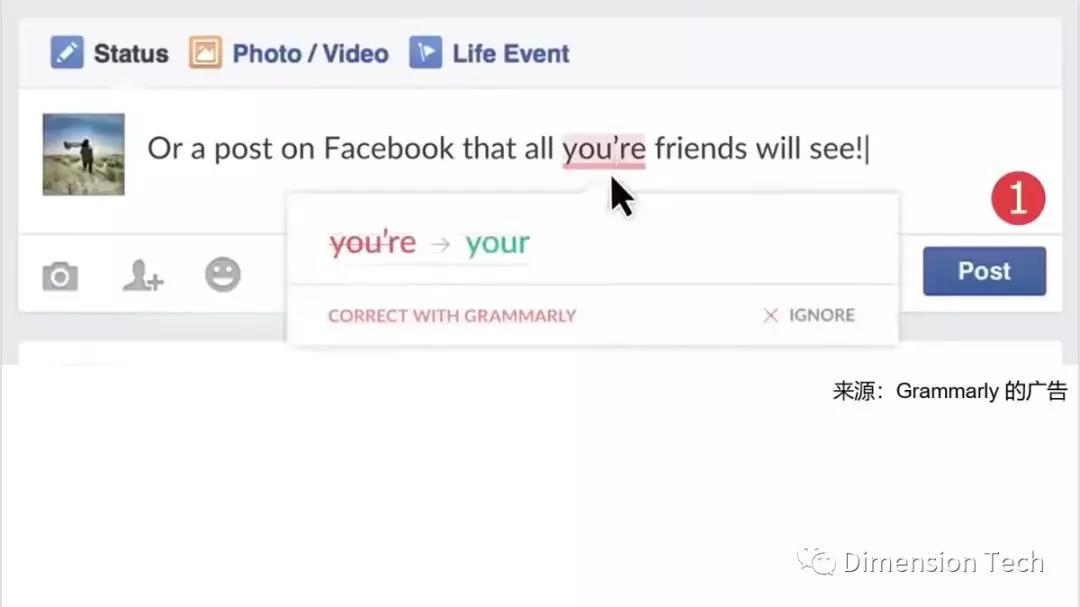 Status Photo / Video Life Event
Or a post on Facebook that all you're friends will see!
1
you're → your
Post
CORRECT WITH GRAMMARLY × IGNORE
来源：Grammarly 的广告
Dimension Tech